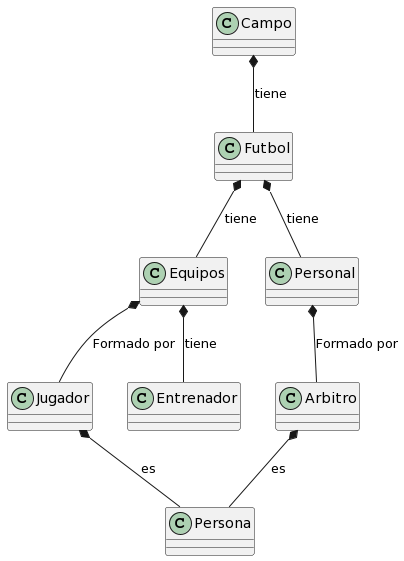 C Campo
tiene
C Futbol
tiene
tiene
C Equipos
C Personal
Formado por
tiene
Formado por
C Jugador
C Entrenador
C Arbitro
es
es
C Persona